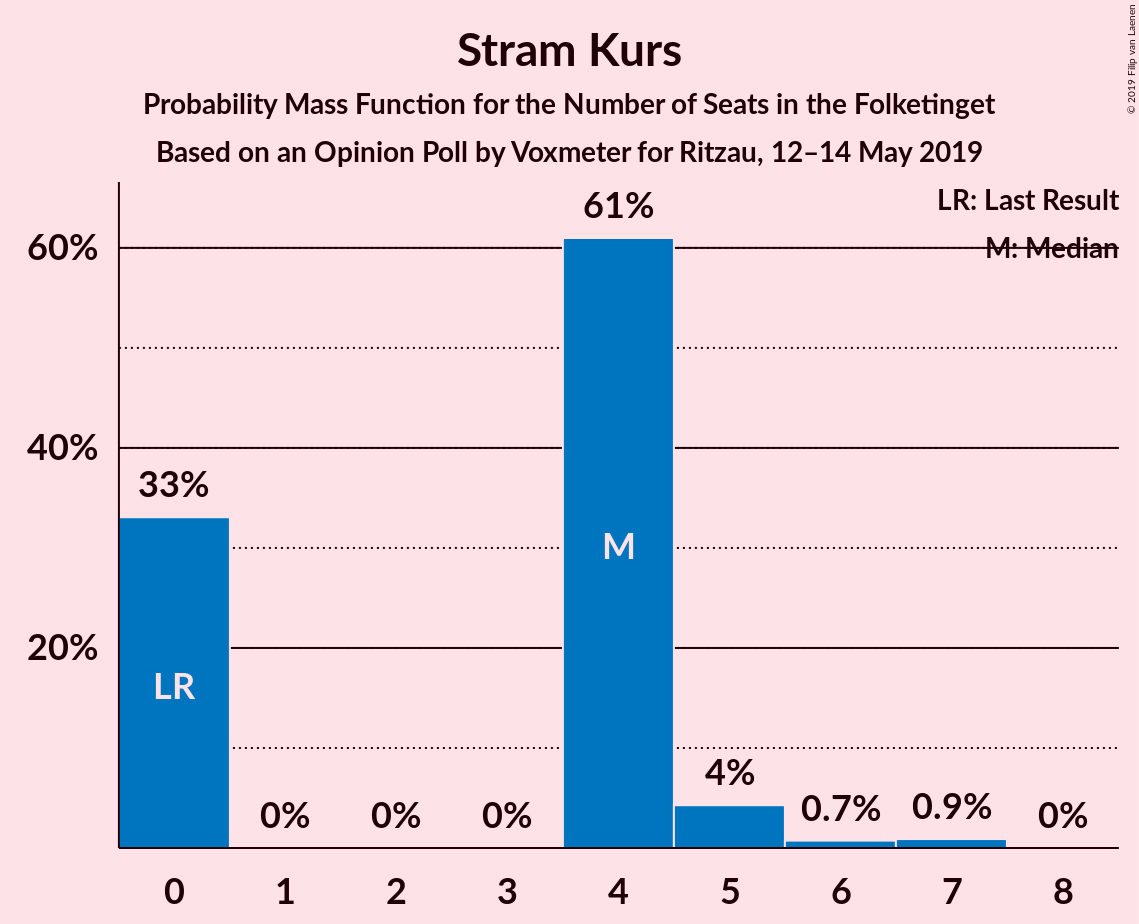 Stram Kurs
Probability Mass Function for the Number of Seats in the Folketinget
Based on an Opinion Poll by Voxmeter for Ritzau, 12–14 May 2019
© 2019 Filip van Laenen
LR: Last Result
M: Median
60%
40%
20%
33%
0%
0%
0%
61%
4%
0.7%
0.9%
0%
LR
M
0 1 2 3 4 5 6 7 8